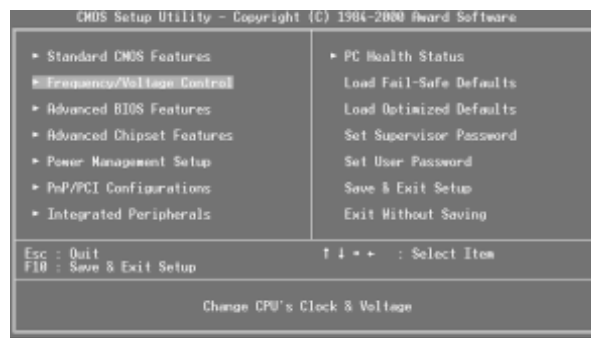 CMOS Setup Utility - Copyright (C) 1984-2000 Award Software
► Standard CMOS Features
► Frequency/Voltage Control
► Advanced BIOS Features
► Advanced Chipset Features
► Power Management Setup
► PnP/PCI Configurations
► Integrated Peripherals
► PC Health Status
Load Fail-Safe Defaults
Load Optimized Defaults
Set Supervisor Password
Set User Password
Save & Exit Setup
Exit Without Saving
Esc : Quit
F10 : Save & Exit Setup
↑ ↓ → ← : Select Item
Change CPU's Clock & Voltage